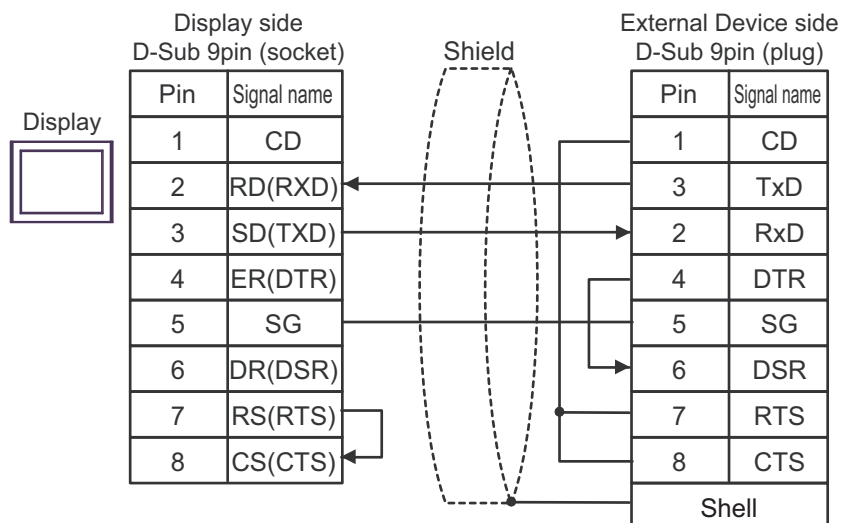 Display side
D-Sub 9pin (socket)
Shield
External Device side
D-Sub 9pin (plug)
Display
Pin Signal name
1 CD
2 RD(RXD)
3 SD(TXD)
4 ER(DTR)
5 SG
6 DR(DSR)
7 RS(RTS)
8 CS(CTS)
Pin Signal name
1 CD
3 TxD
2 RxD
4 DTR
5 SG
6 DSR
7 RTS
8 CTS
Shell